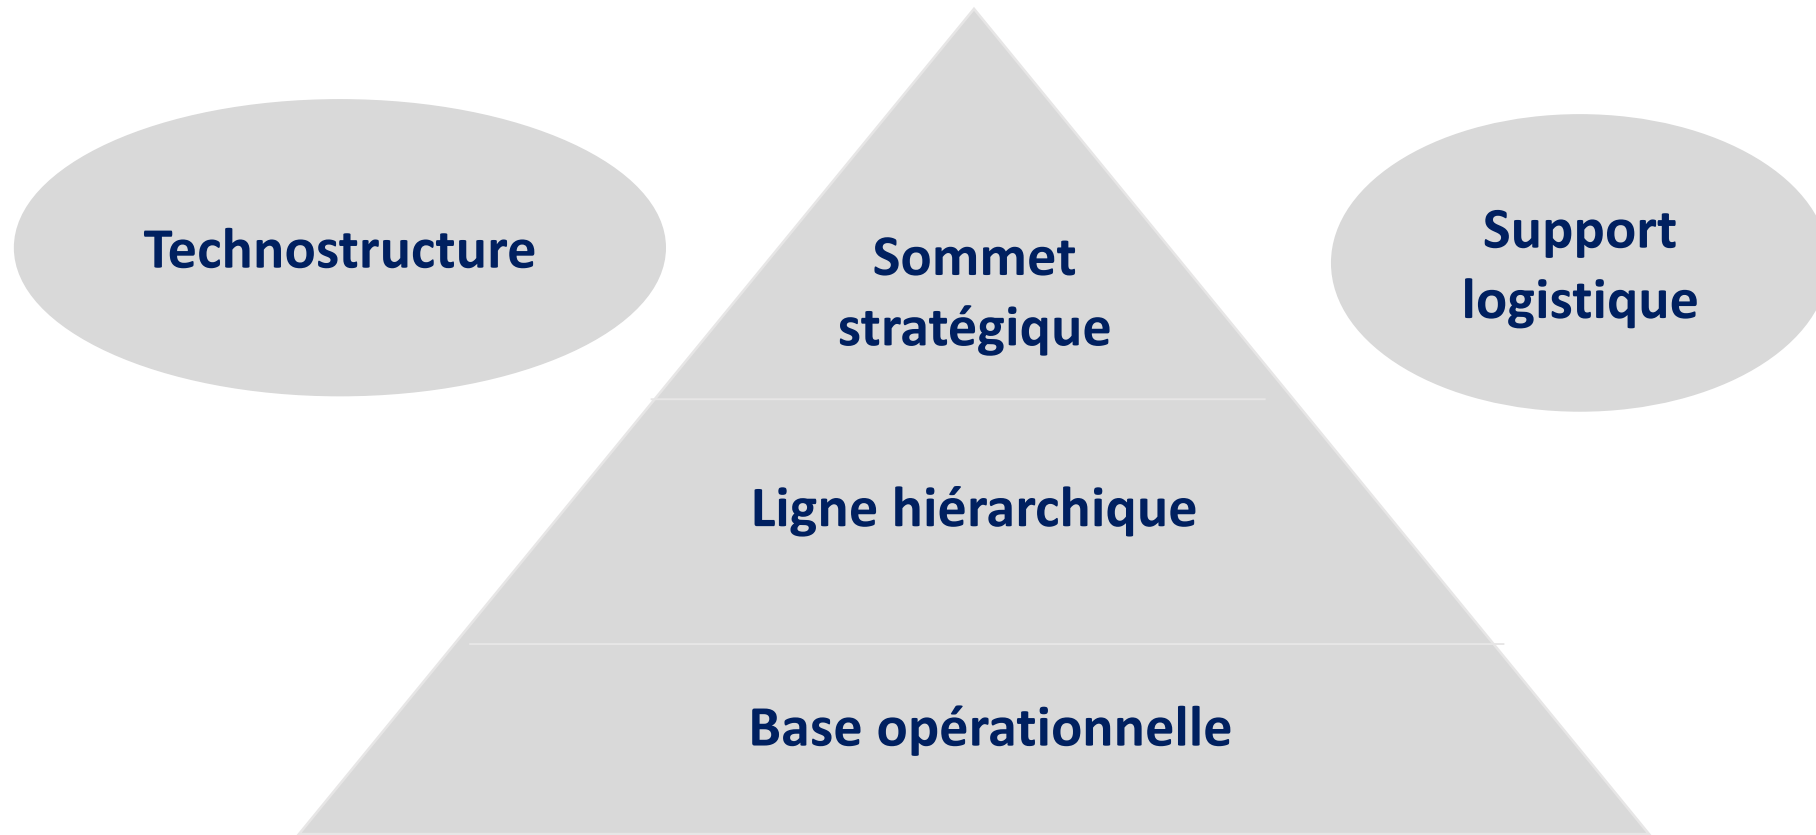 Technostructure
Sommet
stratégique
Support
logistique
Ligne hiérarchique
Base opérationnelle